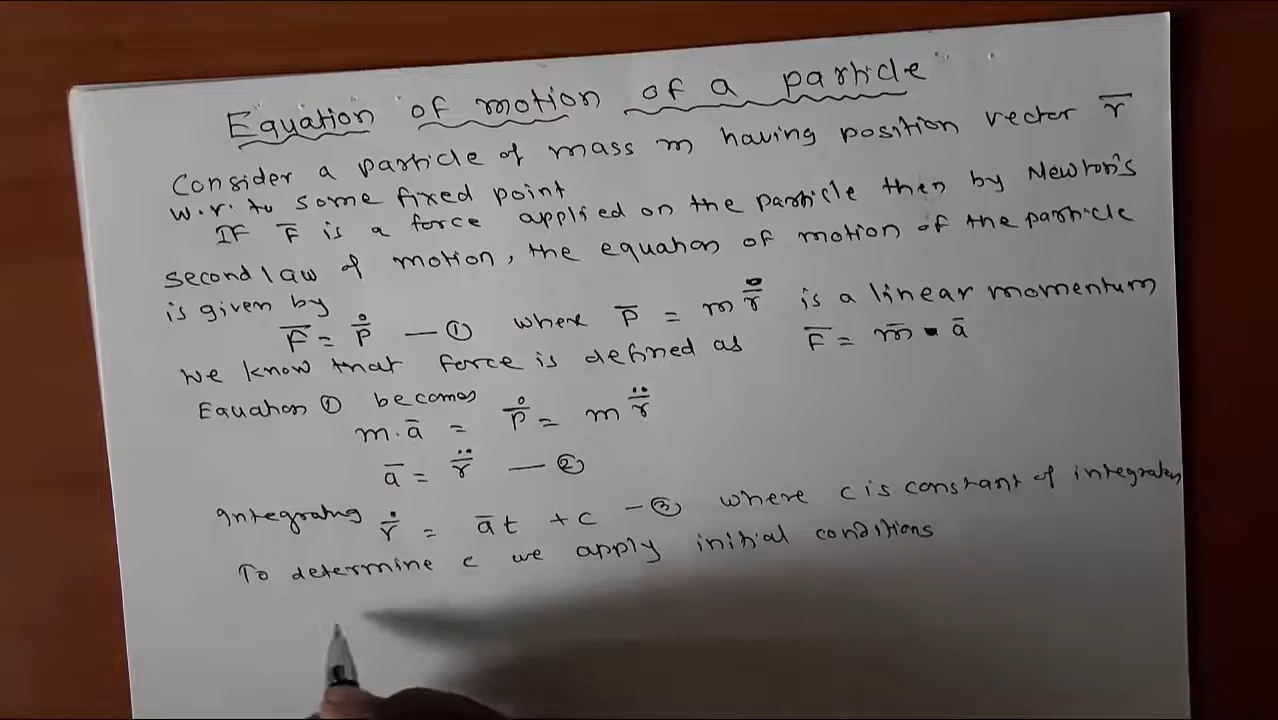 Equation of motion of a particle
Consider a particle of mass m having position vector r̅
w.r. to some fixed point
If F̅ is a force applied on the particle then by Newton's
second law of motion, the equation of motion of the particle
is given by
F̅ = ṗ̅ — ① where p̅ = m ṙ̅ is a linear momentum
We know that force is defined as F̅ = m̅ . a̅
Equation ① becomes
m. a̅ = ṗ̅ = m r̈̅
a̅ = r̈̅ — ②
Integrating ṙ̅ = a̅t + c — ③ where c is constant of integration
To determine c we apply initial conditions